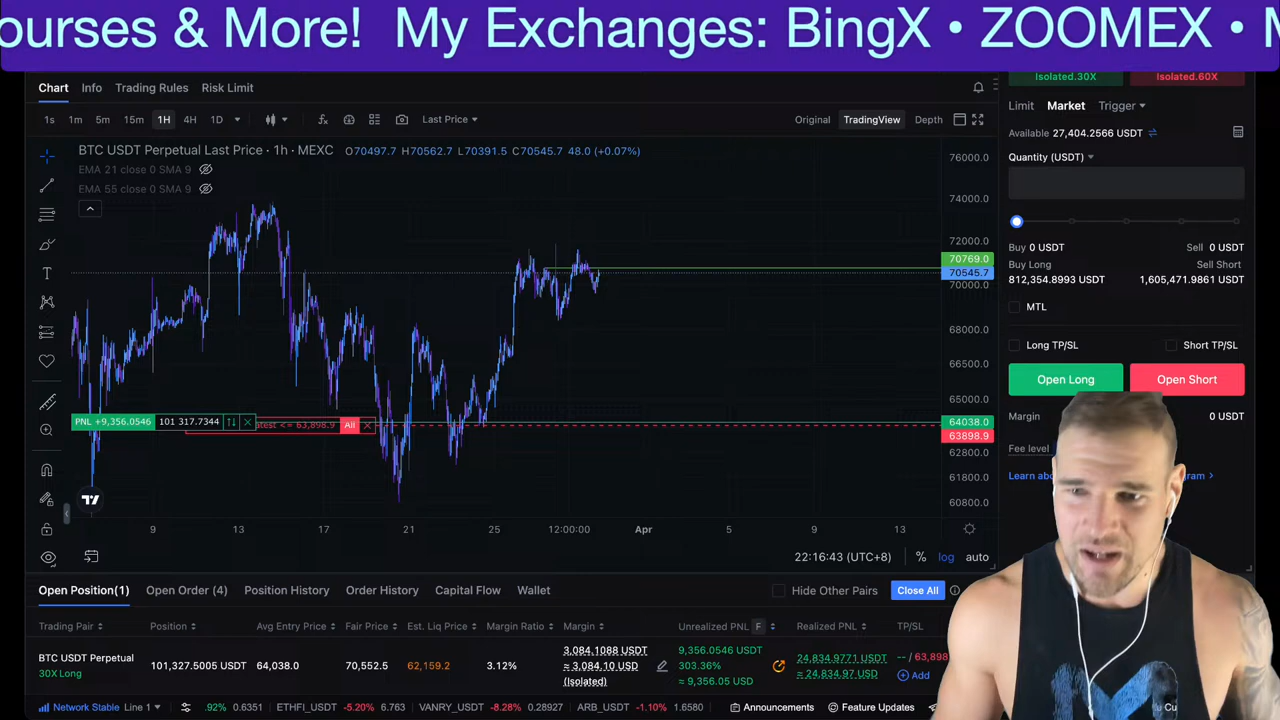 ourses & More! My Exchanges: BingX • ZOOMEX • M
Isolated.30X Isolated.60X
Chart Info Trading Rules Risk Limit
Limit Market Trigger
1s 1m 5m 15m 1H 4H 1D Last Price Original TradingView Depth
Available 27,404.2566 USDT
BTC USDT Perpetual Last Price · 1h · MEXC O70497.7 H70562.7 L70391.5 C70545.7 48.0 (+0.07%)
EMA 21 close 0 SMA 9
EMA 55 close 0 SMA 9
Quantity (USDT)
76000.0
74000.0
72000.0
70769.0
70545.7
70000.0
68000.0
66500.0
65000.0
64038.0
63898.9
62800.0
61800.0
60800.0
Buy 0 USDT Sell 0 USDT
Buy Long Sell Short
812,354.8993 USDT 1,605,471.9861 USDT
MTL
Long TP/SL Short TP/SL
Open Long Open Short
Margin 0 USDT
Fee level
PNL +9,356.0546 101 317.7744
atest <= 63,898.9 All
9 13 17 21 25 12:00:00 Apr 5 9 13
22:16:43 (UTC+8) % log auto
Open Position(1) Open Order (4) Position History Order History Capital Flow Wallet Hide Other Pairs Close All
Trading Pair Position Avg Entry Price Fair Price Est. Liq Price Margin Ratio Margin Unrealized PNL F Realized PNL TP/SL
BTC USDT Perpetual
30X Long
101,327.5005 USDT 64,038.0 70,552.5 62,159.2 3.12%
3,084.1088 USDT
≈ 3,084.10 USD
(Isolated)
9,356.0546 USDT
303.36%
≈ 9,356.05 USD
24,834.9771 USDT
≈ 24,834.97 USD
-- / 63,898
Add
Network Stable Line 1 .92% 0.6351 ETHFI_USDT -5.20% 6.763 VANRY_USDT -8.28% 0.28927 ARB_USDT -1.10% 1.6580 Announcements Feature Updates